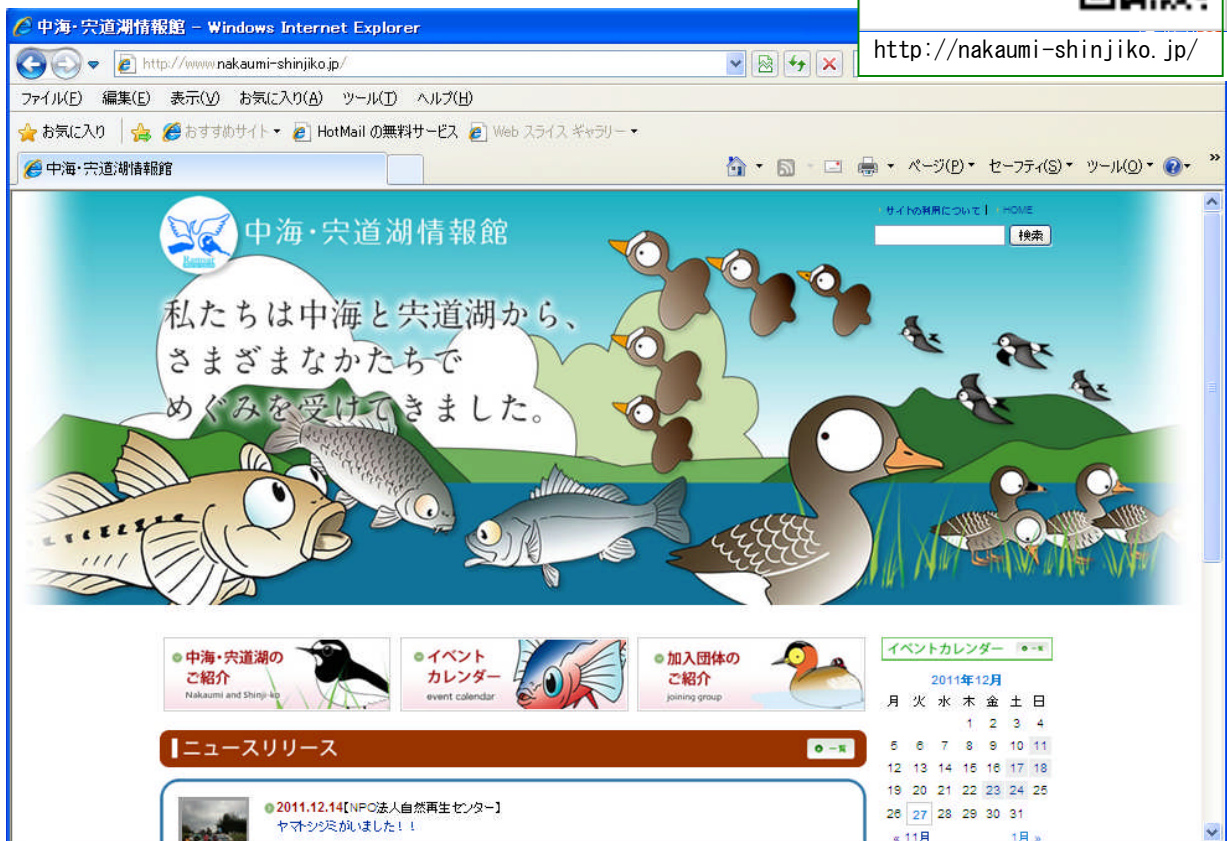 中海・宍道湖情報館 - Windows Internet Explorer
http://nakaumi-shinjiko.jp/
http://www.nakaumi-shinjiko.jp/
ファイル(F) 編集(E) 表示(V) お気に入り(A) ツール(T) ヘルプ(H)
お気に入り おすすめサイト HotMail の無料サービス Web スライス ギャラリー
中海・宍道湖情報館
ページ(P) セーフティ(S) ツール(O)
サイトの利用について HOME
検索
中海・宍道湖情報館
私たちは中海と宍道湖から、
さまざまなかたちで
めぐみを受けてきました。
中海・宍道湖の
ご紹介
Nakaumi and Shinji-ko
イベント
カレンダー
event calendar
加入団体の
ご紹介
joining group
ニュースリリース
一覧
2011.12.14【NPO法人自然再生センター】
ヤマトシジミがいました！！
イベントカレンダー
一覧
2011年12月
月 火 水 木 金 土 日
1 2 3 4
5 6 7 8 9 10 11
12 13 14 15 16 17 18
19 20 21 22 23 24 25
26 27 28 29 30 31
« 11月 1月 »